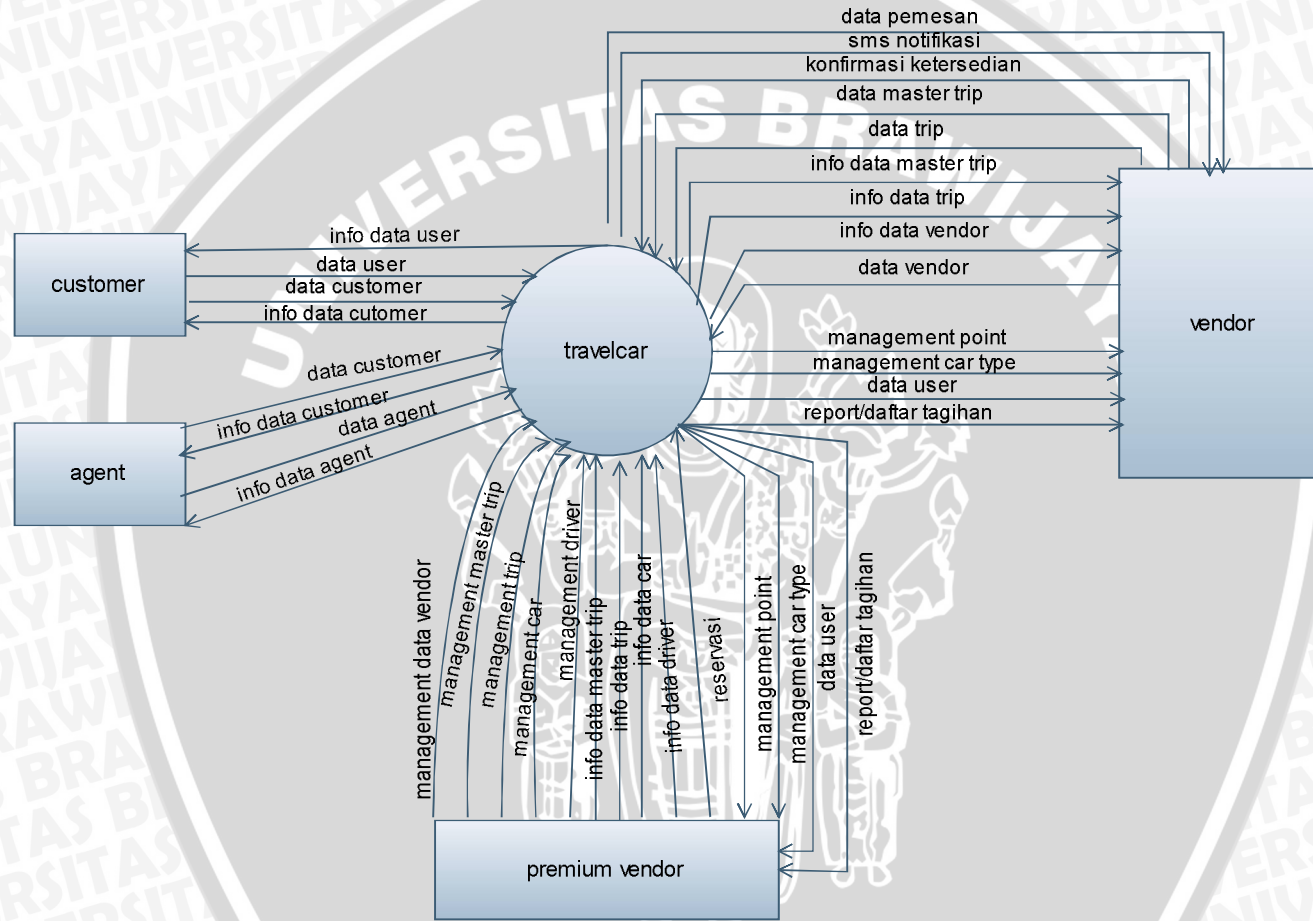 data pemesan
sms notifikasi
konfirmasi ketersedian
data master trip
data trip
info data master trip
info data trip
info data vendor
data vendor
info data user
data user
data customer
info data cutomer
customer
travelcar
vendor
management point
management car type
data user
report/daftar tagihan
data customer
info data customer
data agent
info data agent
agent
management data vendor
management master trip
management trip
management car
management driver
info data master trip
info data trip
info data car
info data driver
reservasi
management point
management car type
data user
report/daftar tagihan
premium vendor
UNIVERSITAS BRAWIJAYA